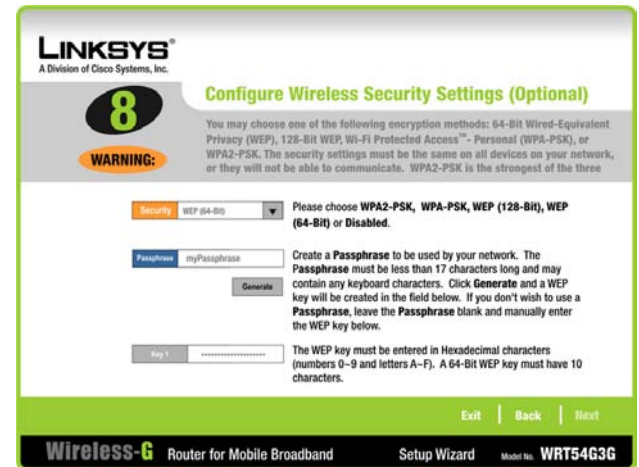 LINKSYS®
A Division of Cisco Systems, Inc.
8
Configure Wireless Security Settings (Optional)
WARNING:
You may choose one of the following encryption methods: 64-Bit Wired-Equivalent
Privacy (WEP), 128-Bit WEP, Wi-Fi Protected Access™- Personal (WPA-PSK), or
WPA2-PSK. The security settings must be the same on all devices on your network,
or they will not be able to communicate. WPA2-PSK is the strongest of the three
Security WEP (64-Bit)
Please choose WPA2-PSK, WPA-PSK, WEP (128-Bit), WEP
(64-Bit) or Disabled.
Passphrase myPassphrase
Generate
Create a Passphrase to be used by your network. The
Passphrase must be less than 17 characters long and may
contain any keyboard characters. Click Generate and a WEP
key will be created in the field below. If you don't wish to use a
Passphrase, leave the Passphrase blank and manually enter
the WEP key below.
Key 1 ********************
The WEP key must be entered in Hexadecimal characters
(numbers 0~9 and letters A~F). A 64-Bit WEP key must have 10
characters.
Exit | Back | Next
Wireless-G Router for Mobile Broadband Setup Wizard Model No. WRT54G3G